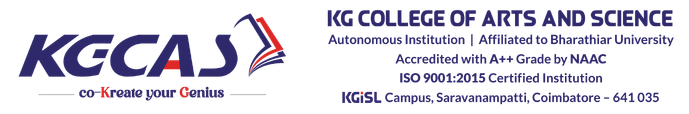 KGCAS
co-Kreate your Genius
KG COLLEGE OF ARTS AND SCIENCE
Autonomous Institution | Affiliated to Bharathiar University
Accredited with A++ Grade by NAAC
ISO 9001:2015 Certified Institution
KGiSL Campus, Saravanampatti, Coimbatore – 641 035